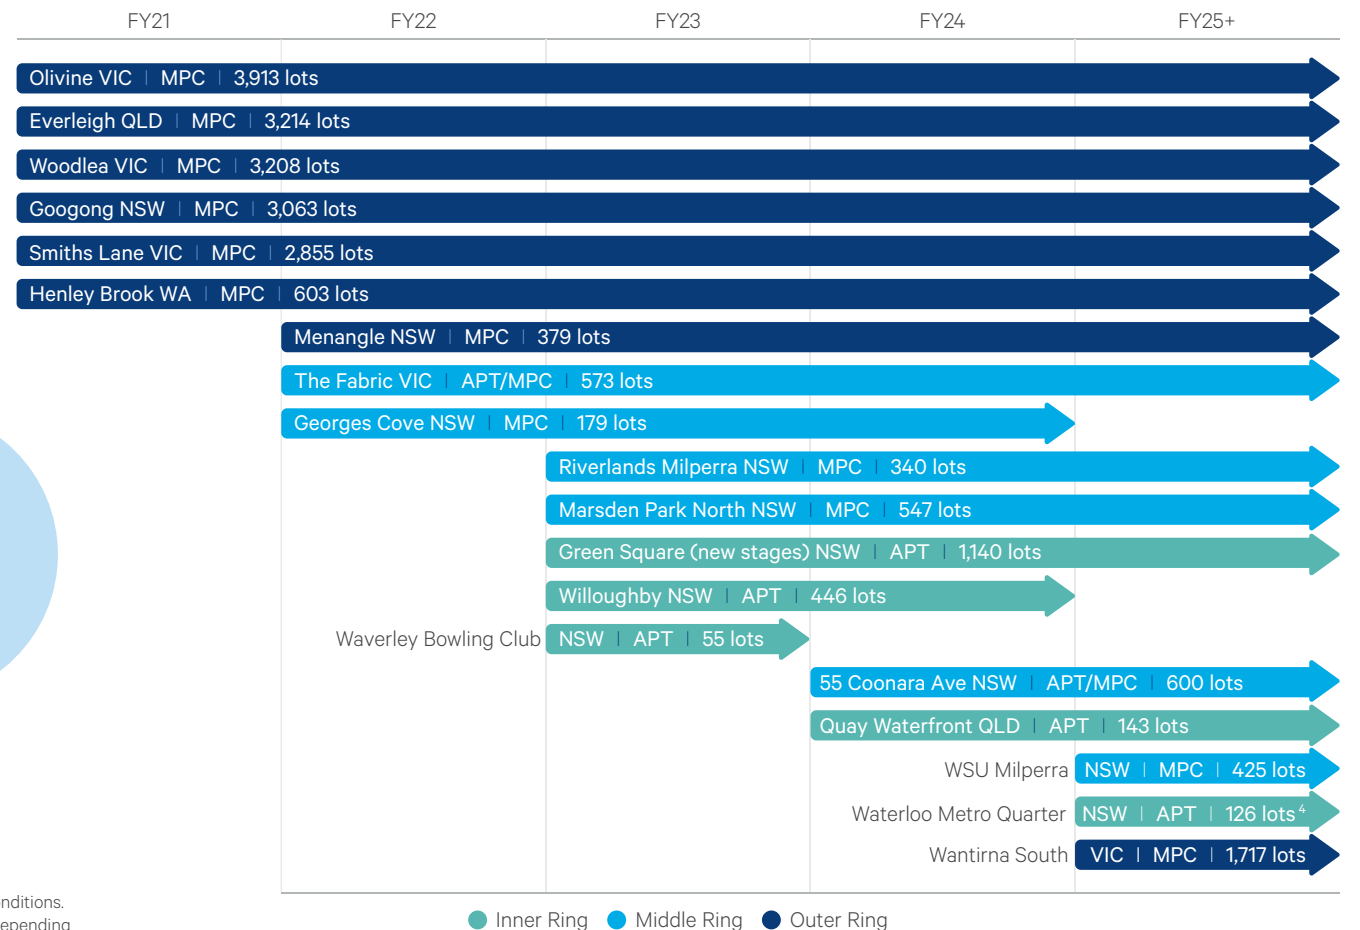 FY21 FY22 FY23 FY24 FY25+
Olivine VIC | MPC | 3,913 lots
Everleigh QLD | MPC | 3,214 lots
Woodlea VIC | MPC | 3,208 lots
Googong NSW | MPC | 3,063 lots
Smiths Lane VIC | MPC | 2,855 lots
Henley Brook WA | MPC | 603 lots
Menangle NSW | MPC | 379 lots
The Fabric VIC | APT/MPC | 573 lots
Georges Cove NSW | MPC | 179 lots
Riverlands Milperra NSW | MPC | 340 lots
Marsden Park North NSW | MPC | 547 lots
Green Square (new stages) NSW | APT | 1,140 lots
Willoughby NSW | APT | 446 lots
Waverley Bowling Club NSW | APT | 55 lots
55 Coonara Ave NSW | APT/MPC | 600 lots
Quay Waterfront QLD | APT | 143 lots
WSU Milperra NSW | MPC | 425 lots
Waterloo Metro Quarter NSW | APT | 126 lots 4
Wantirna South VIC | MPC | 1,717 lots
nditions.
epending
Inner Ring Middle Ring Outer Ring